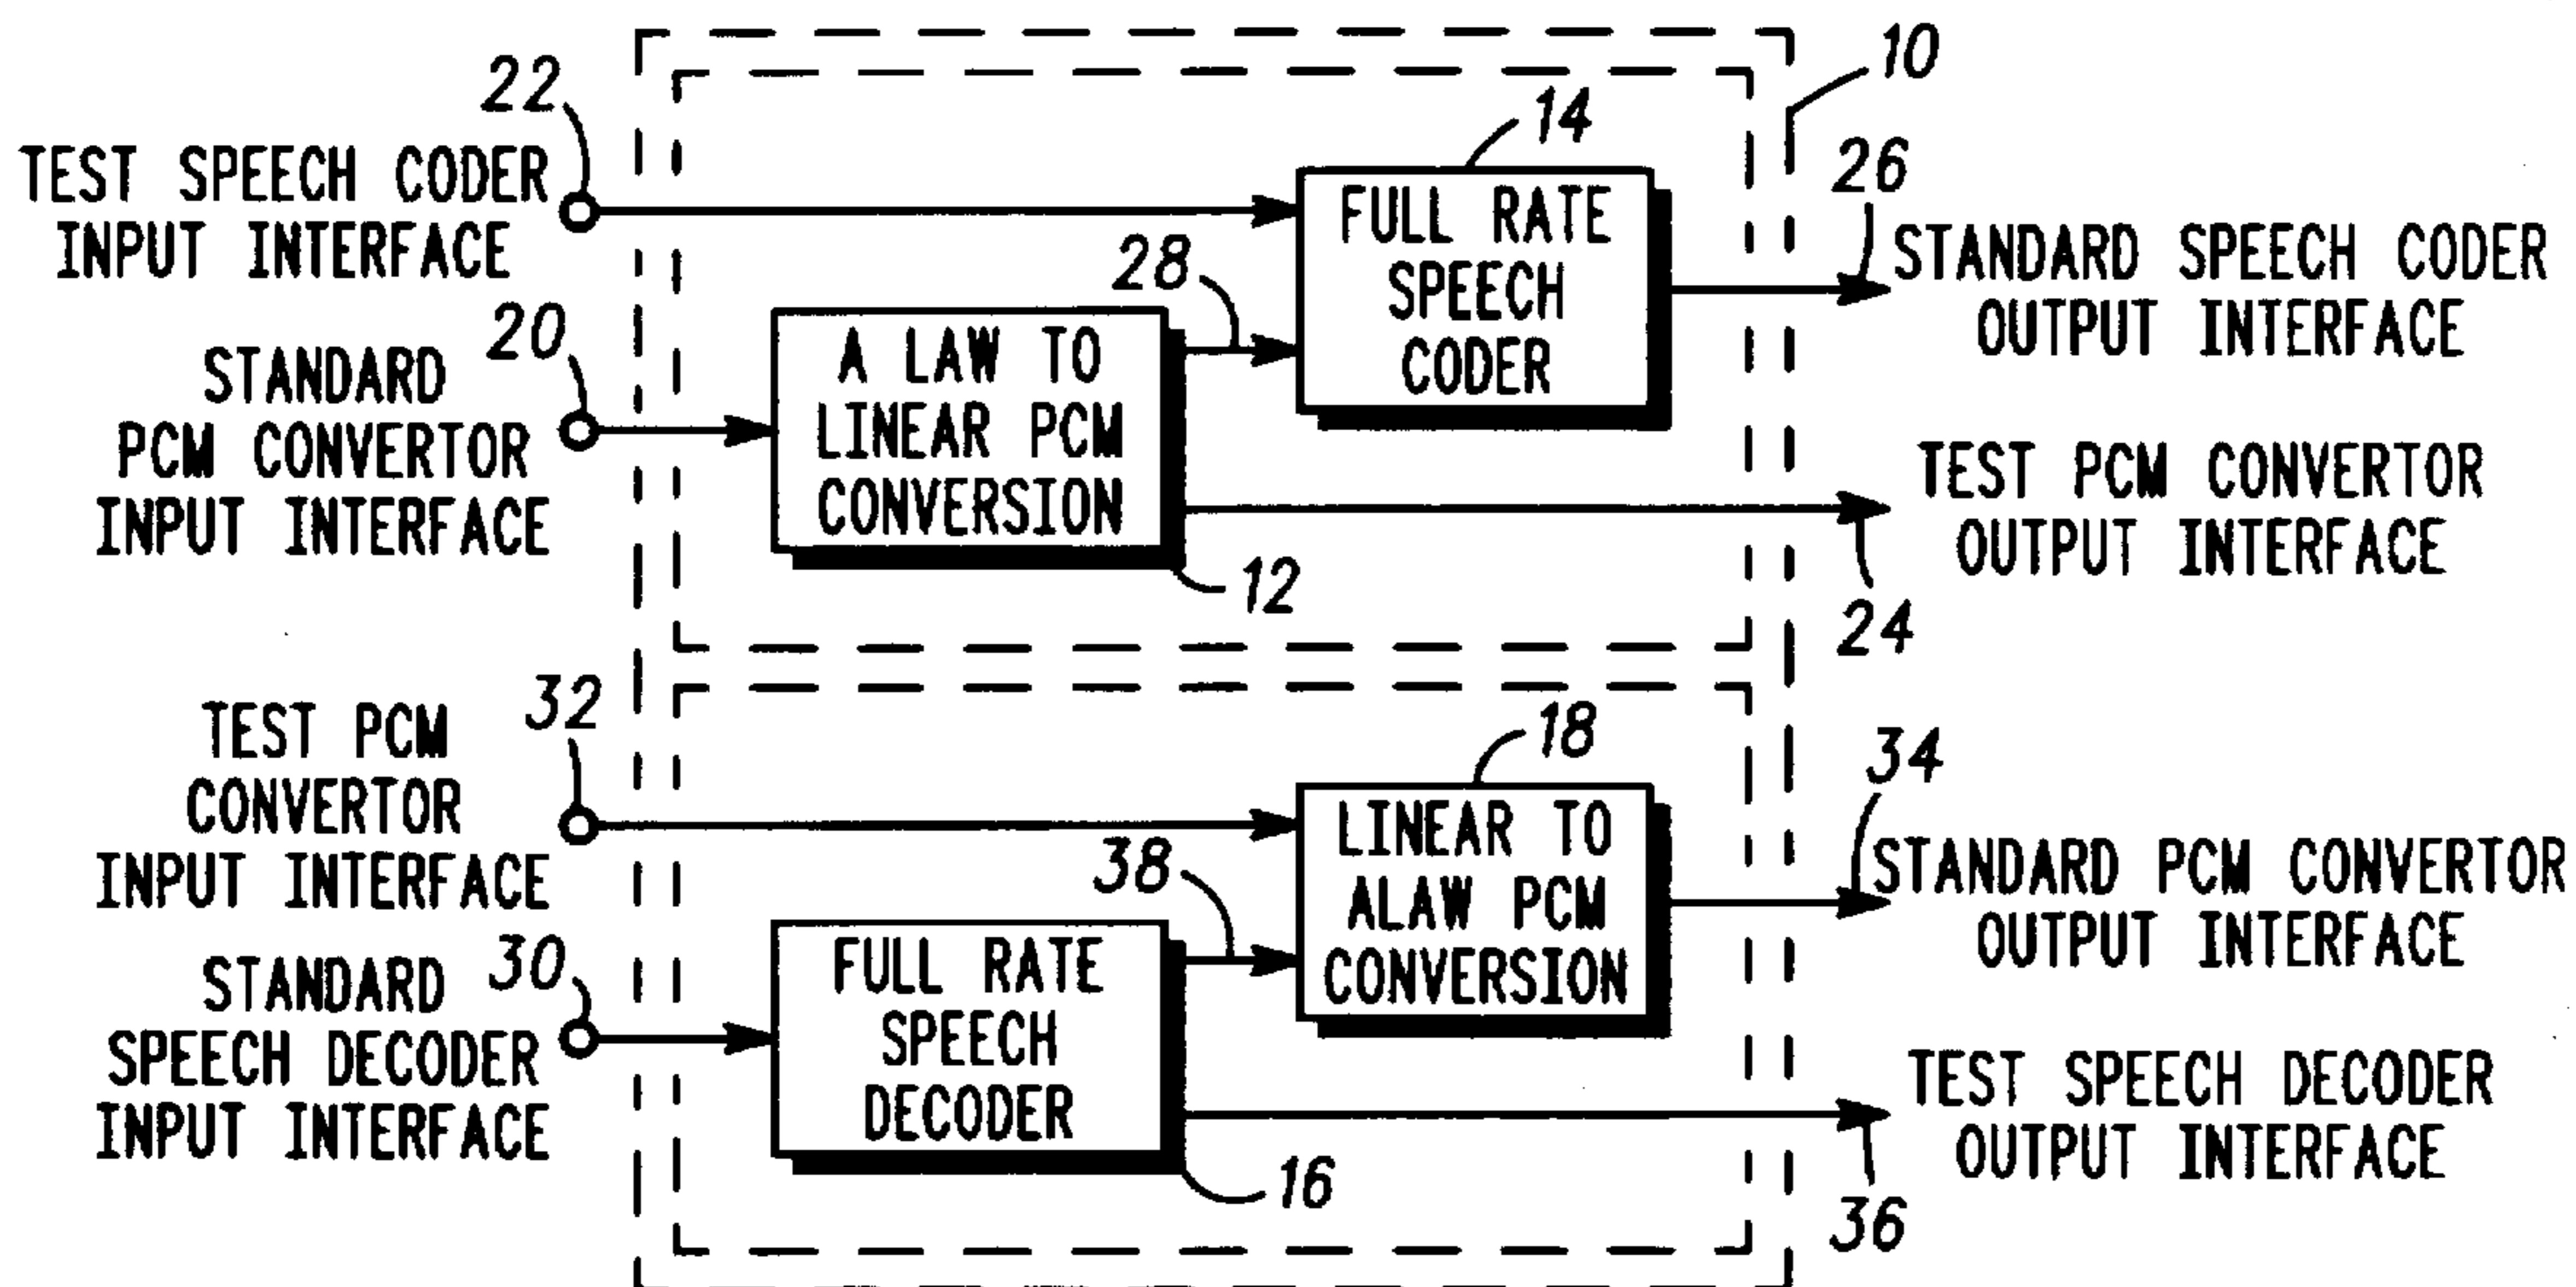 10
22
TEST SPEECH CODER
INPUT INTERFACE
14
FULL RATE
SPEECH
CODER
26
STANDARD SPEECH CODER
OUTPUT INTERFACE
28
20
STANDARD
PCM CONVERTOR
INPUT INTERFACE
A LAW TO
LINEAR PCM
CONVERSION
12
TEST PCM CONVERTOR
OUTPUT INTERFACE
24
32
TEST PCM
CONVERTOR
INPUT INTERFACE
18
LINEAR TO
ALAW PCM
CONVERSION
34
STANDARD PCM CONVERTOR
OUTPUT INTERFACE
38
30
STANDARD
SPEECH DECODER
INPUT INTERFACE
FULL RATE
SPEECH
DECODER
16
TEST SPEECH DECODER
OUTPUT INTERFACE
36